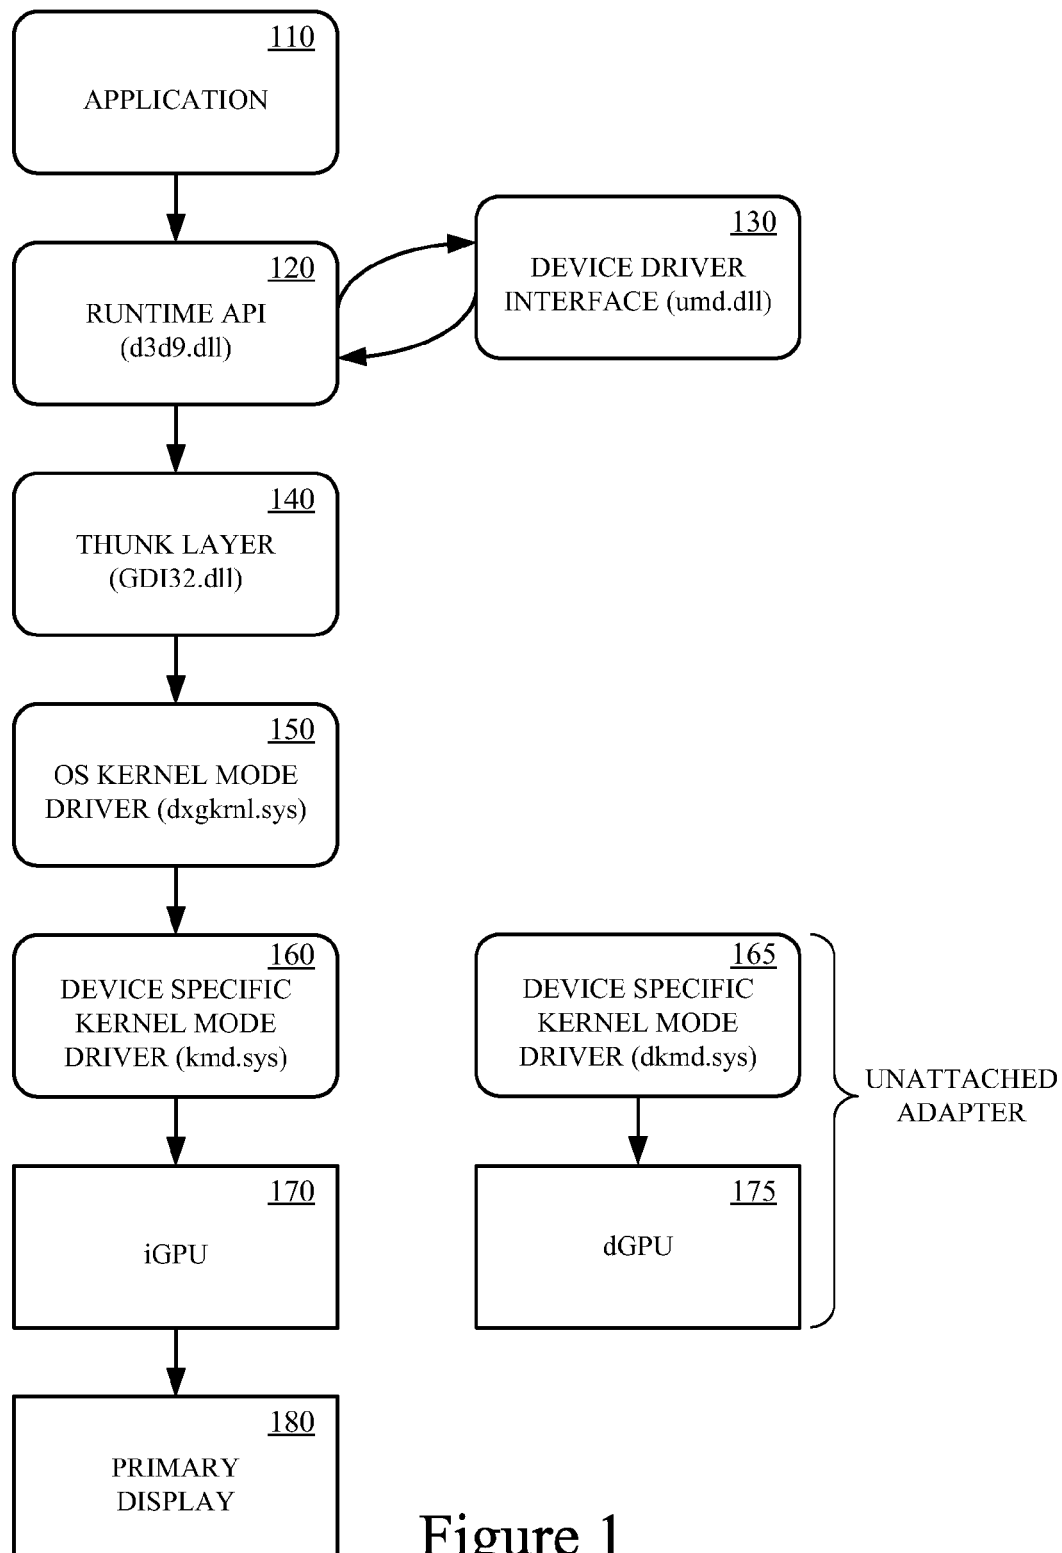 110
APPLICATION
130
DEVICE DRIVER
INTERFACE (umd.dll)
120
RUNTIME API
(d3d9.dll)
140
THUNK LAYER
(GDI32.dll)
150
OS KERNEL MODE
DRIVER (dxgkrnl.sys)
160
DEVICE SPECIFIC
KERNEL MODE
DRIVER (kmd.sys)
165
DEVICE SPECIFIC
KERNEL MODE
DRIVER (dkmd.sys)
UNATTACHED
ADAPTER
170
iGPU
175
dGPU
180
PRIMARY
DISPLAY
Figure 1